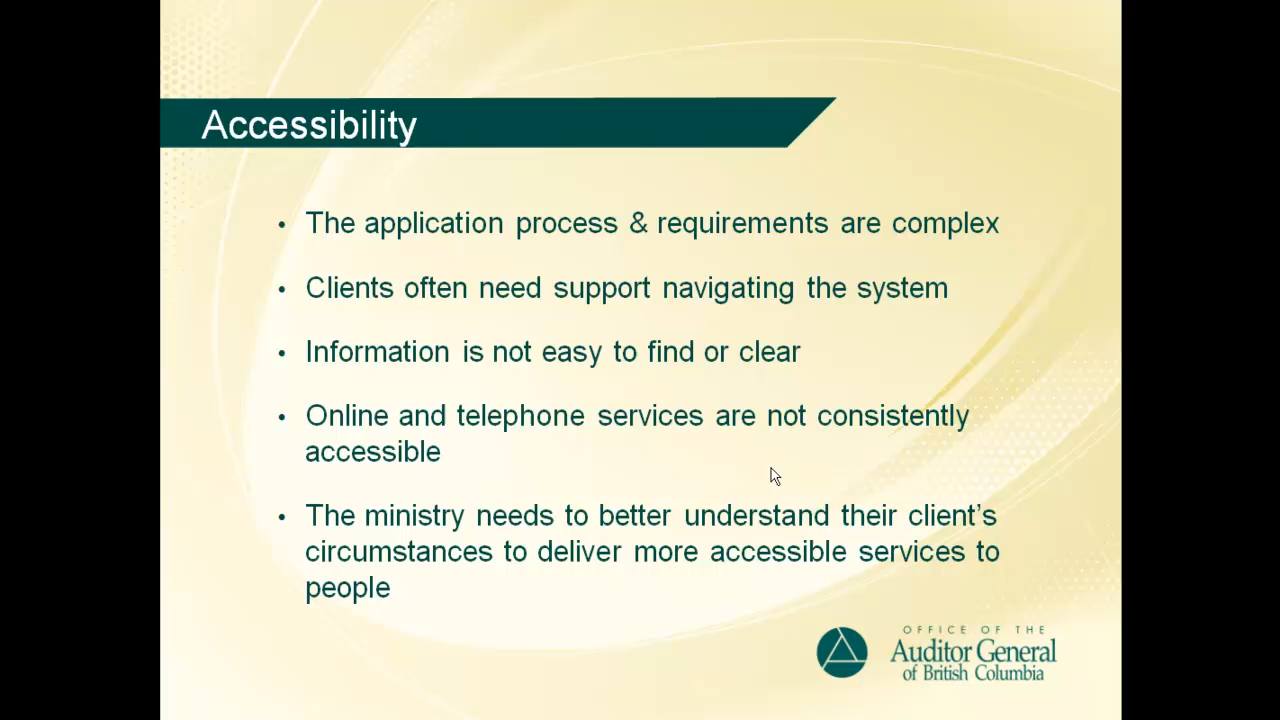 Accessibility
• The application process & requirements are complex
• Clients often need support navigating the system
• Information is not easy to find or clear
• Online and telephone services are not consistently
accessible
• The ministry needs to better understand their client's
circumstances to deliver more accessible services to
people
OFFICE OF THE
Auditor General
of British Columbia